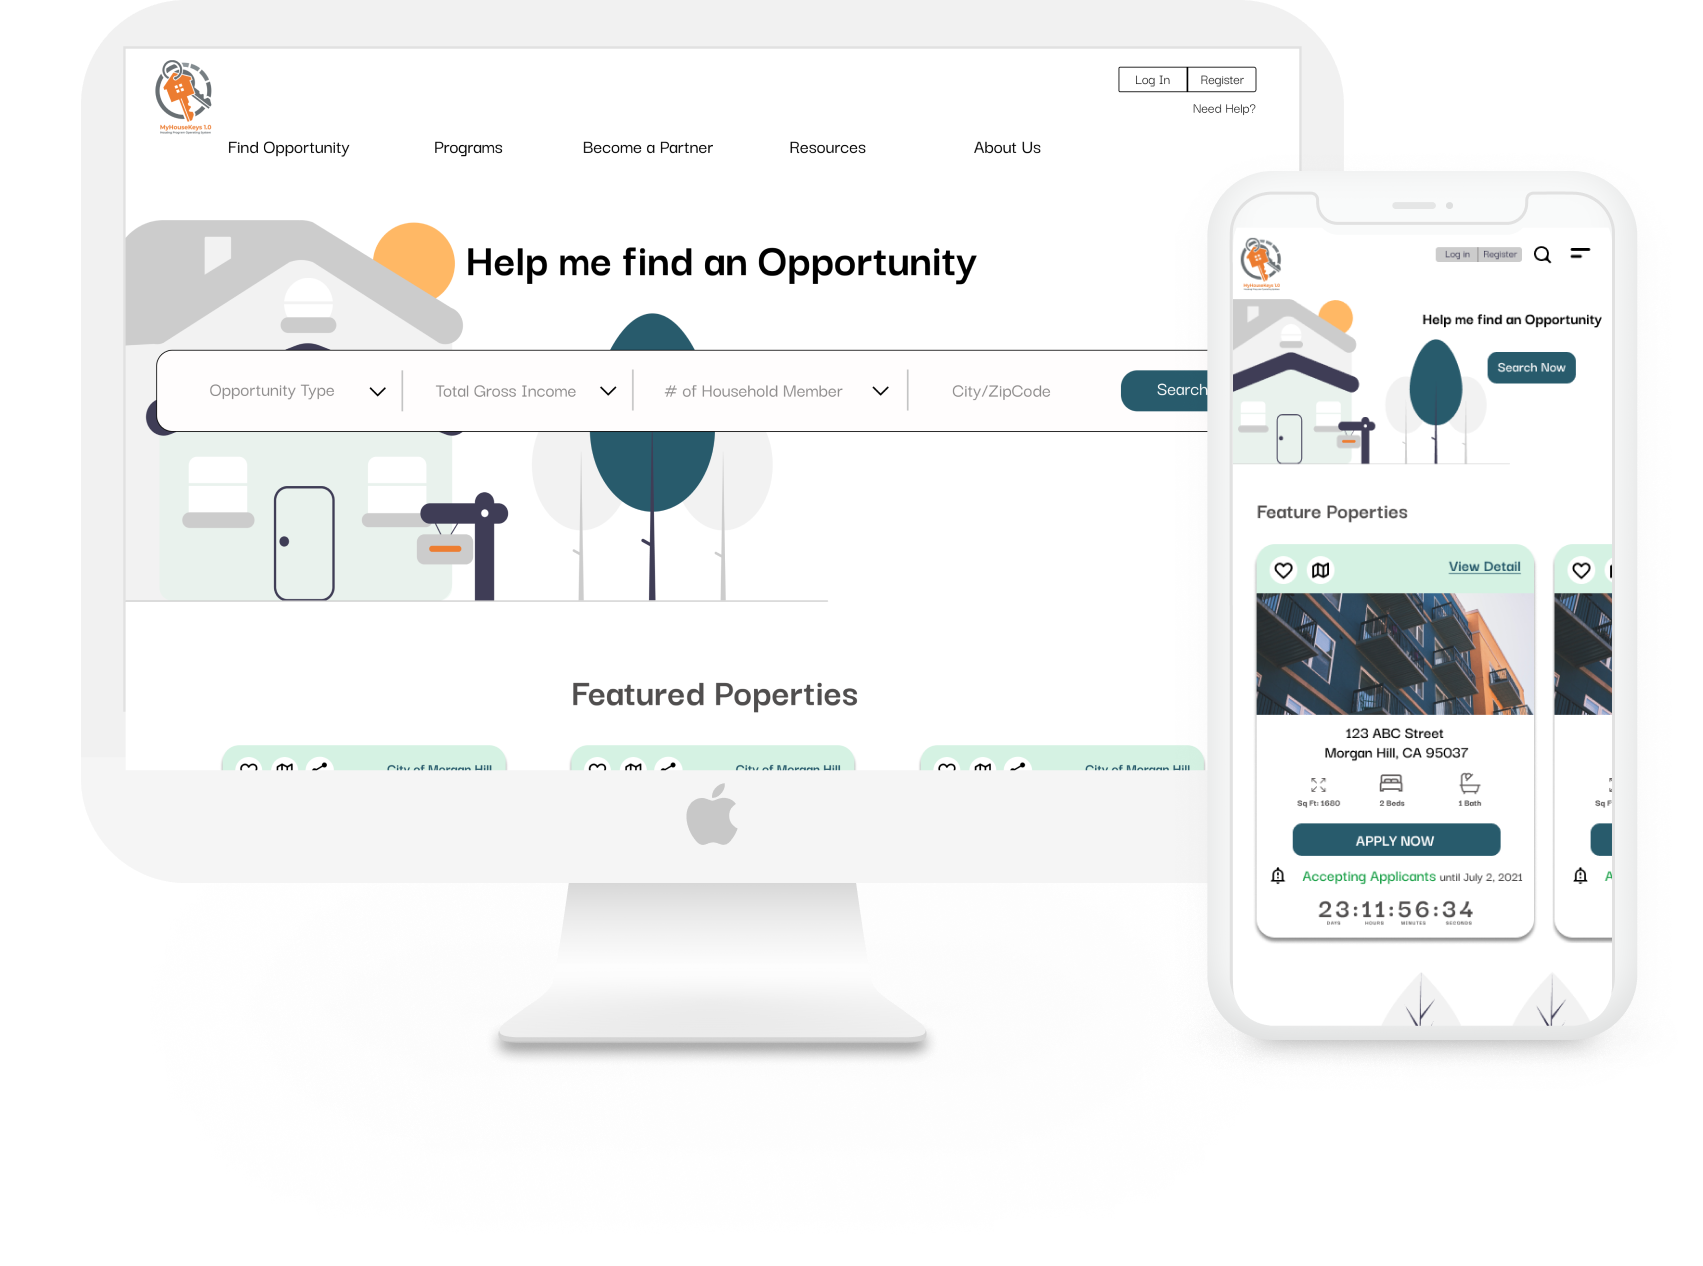 MyHouseKeys 1.0
Log In
Register
Need Help?
Find Opportunity
Programs
Become a Partner
Resources
About Us
Help me find an Opportunity
Opportunity Type
Total Gross Income
# of Household Member
City/ZipCode
Search
Featured Poperties
City of Morgan Hill
City of Morgan Hill
City of Morgan Hill
MyHouseKeys 1.0
Log in
Register
Help me find an Opportunity
Search Now
Feature Poperties
View Detail
123 ABC Street
Morgan Hill, CA 95037
Sq Ft: 1680
2 Beds
1 Bath
Sq F
APPLY NOW
Accepting Applicants until July 2, 2021
A
23:11:56:34
DAYS
HOURS
MINUTES
SECONDS